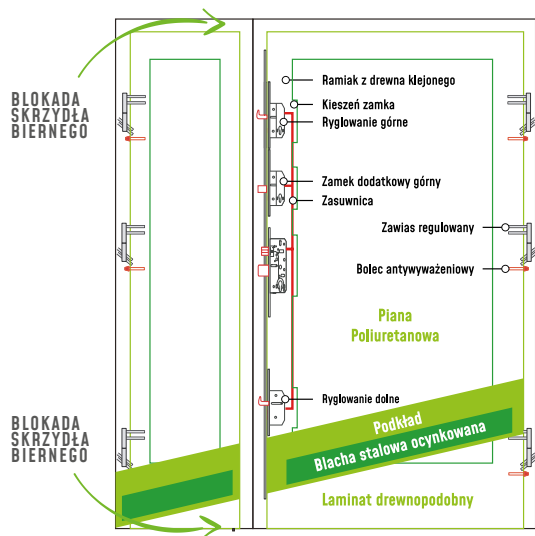 BLOKADA
SKRZYDŁA
BIERNEGO
Ramiak z drewna klejonego
Kieszeń zamka
Ryglowanie górne
Zamek dodatkowy górny
Zasuwnica
Zawias regulowany
Bolec antywyważeniowy
Piana
Poliuretanowa
Ryglowanie dolne
BLOKADA
SKRZYDŁA
BIERNEGO
Podkład
Blacha stalowa ocynkowana
Laminat drewnopodobny